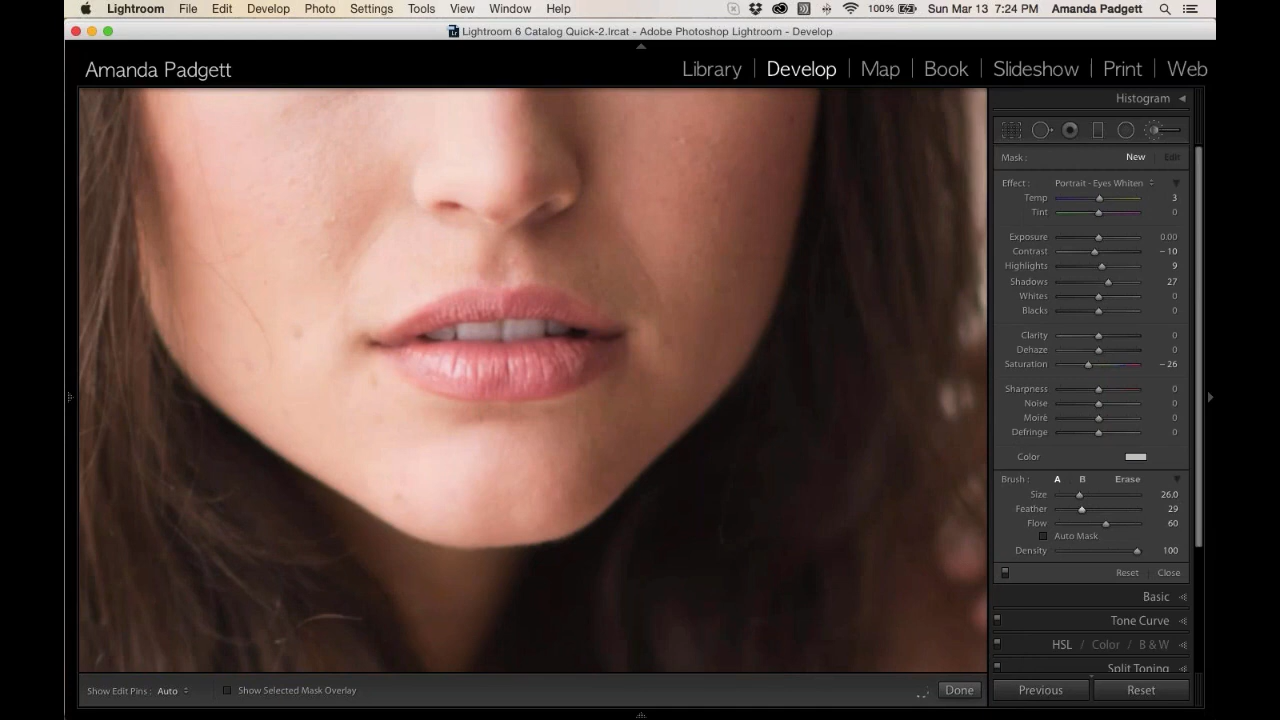 Lightroom File Edit Develop Photo Settings Tools View Window Help 100% Sun Mar 13 7:24 PM Amanda Padgett
Lightroom 6 Catalog Quick-2.lrcat - Adobe Photoshop Lightroom - Develop
Amanda Padgett Library | Develop | Map | Book | Slideshow | Print | Web
Histogram
Mask : New | Edit
Effect : Portrait - Eyes Whiten
Temp 3
Tint 0
Exposure 0.00
Contrast – 10
Highlights 9
Shadows 27
Whites 0
Blacks 0
Clarity 0
Dehaze 0
Saturation – 26
Sharpness 0
Noise 0
Moiré 0
Defringe 0
Color
Brush : A B Erase
Size 26.0
Feather 29
Flow 60
Auto Mask
Density 100
Reset Close
Basic
Tone Curve
HSL / Color / B & W
Split Toning
Show Edit Pins : Auto Show Selected Mask Overlay Done Previous Reset